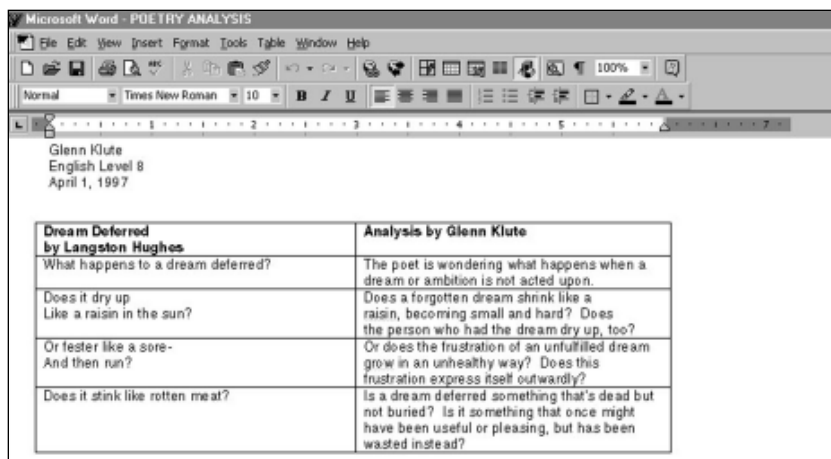 Microsoft Word - POETRY ANALYSIS
File Edit View Insert Format Tools Table Window Help
100%
Normal Times New Roman 10 B I U
1 2 3 4 5 7
Glenn Klute
English Level 8
April 1, 1997
Dream Deferred
by Langston Hughes
What happens to a dream deferred?
Does it dry up
Like a raisin in the sun?
Or fester like a sore-
And then run?
Does it stink like rotten meat?
Analysis by Glenn Klute
The poet is wondering what happens when a
dream or ambition is not acted upon.
Does a forgotten dream shrink like a
raisin, becoming small and hard? Does
the person who had the dream dry up, too?
Or does the frustration of an unfulfilled dream
grow in an unhealthy way? Does this
frustration express itself outwardly?
Is a dream deferred something that's dead but
not buried? Is it something that once might
have been useful or pleasing, but has been
wasted instead?